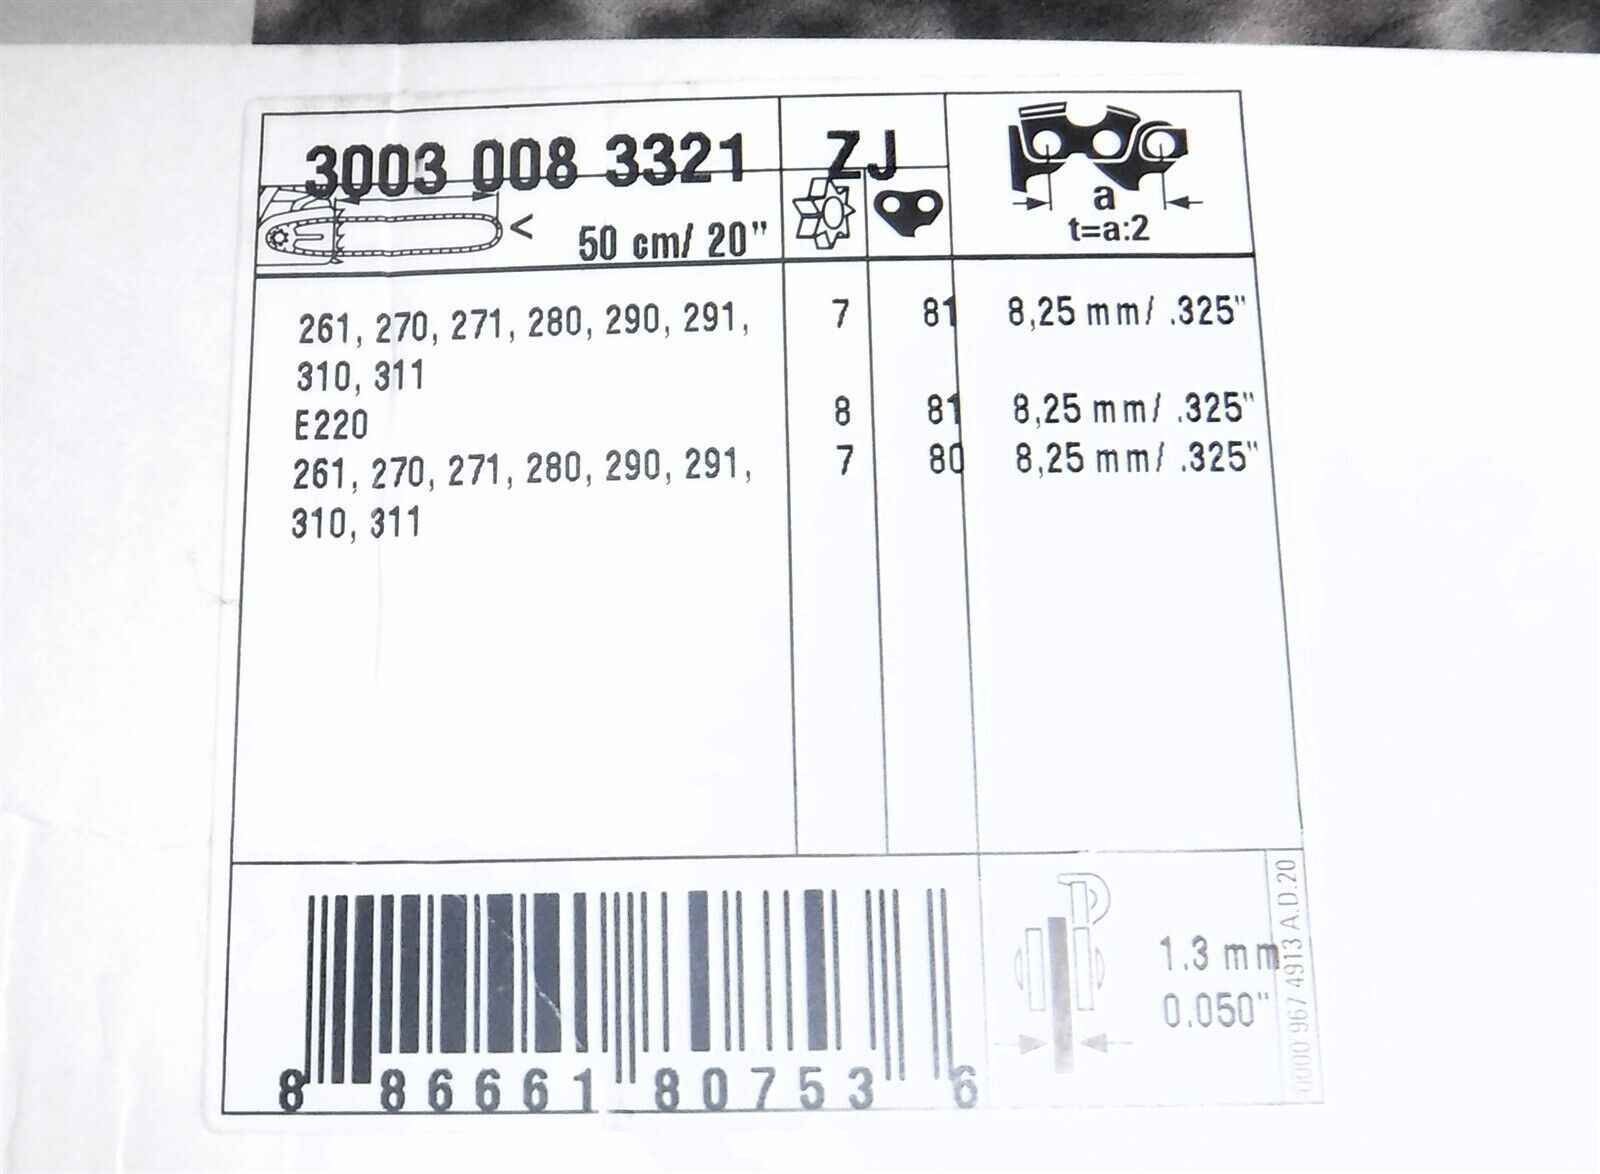 3003 008 3321 ZJ
< 50 cm/ 20"
a
t=a:2
261, 270, 271, 280, 290, 291, 7 81 8,25 mm/ .325"
310, 311
E220 8 81 8,25 mm/ .325"
261, 270, 271, 280, 290, 291, 7 80 8,25 mm/ .325"
310, 311
1.3 mm
0.050"
0000 967 4913 A.D.20
8 86661 80753 6